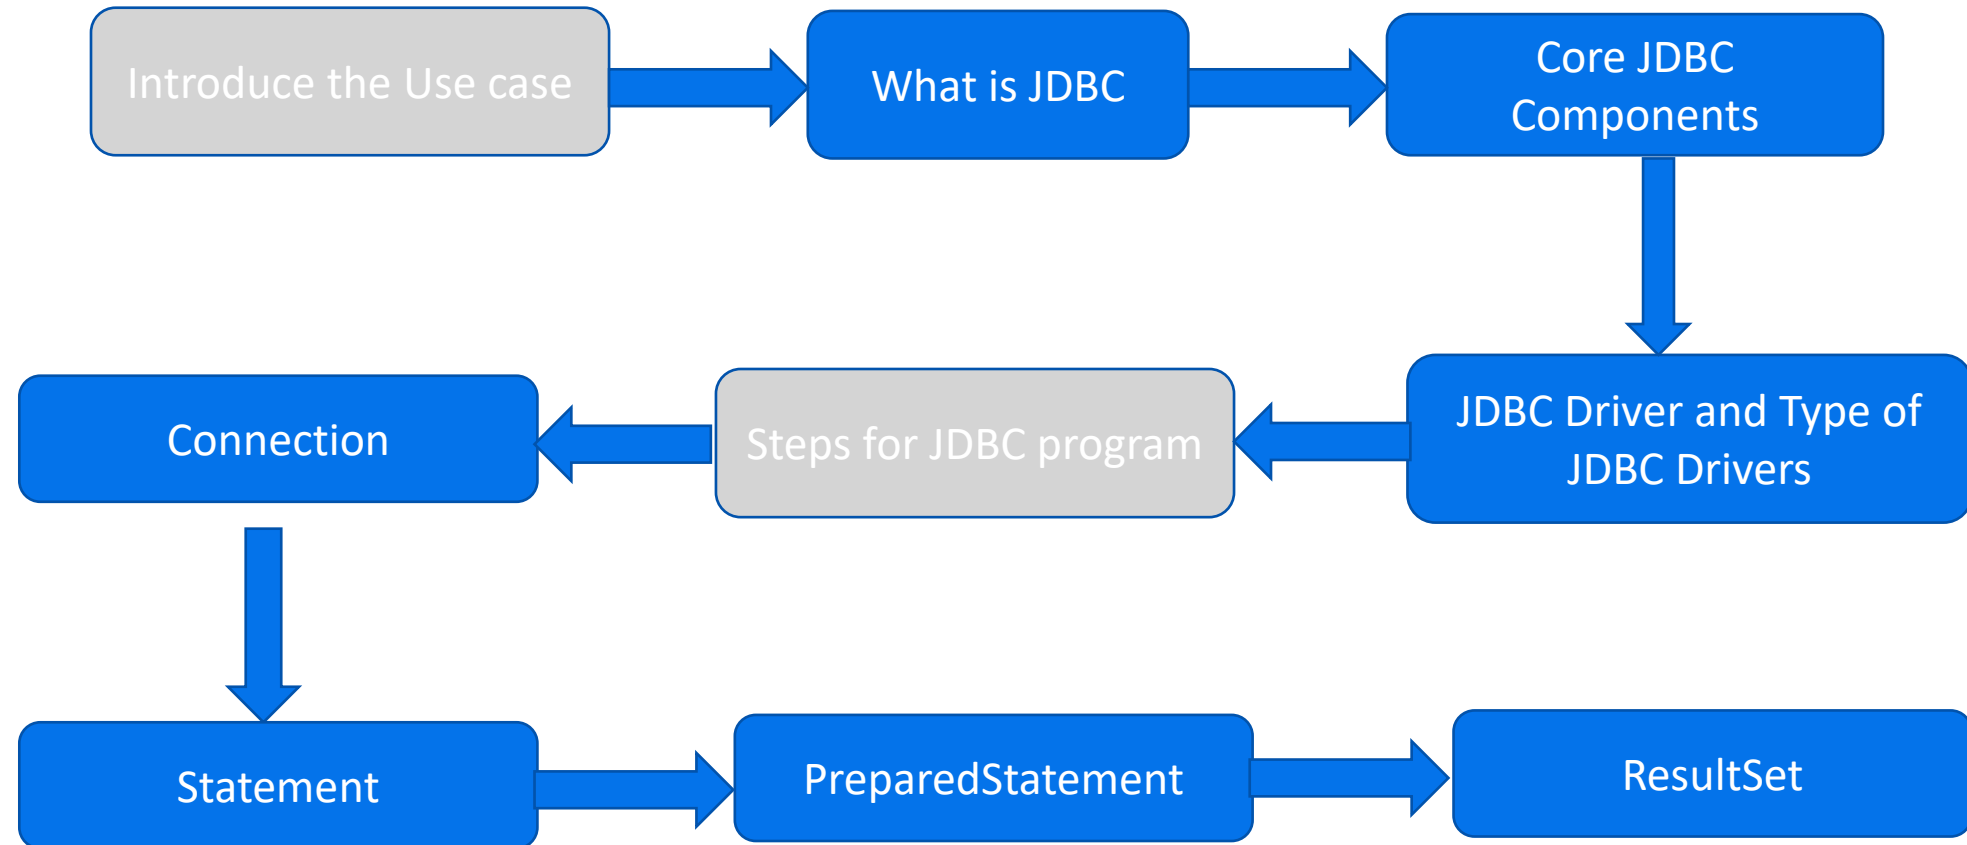 Introduce the Use case
What is JDBC
Core JDBC
Components
JDBC Driver and Type of
JDBC Drivers
Steps for JDBC program
Connection
Statement
PreparedStatement
ResultSet